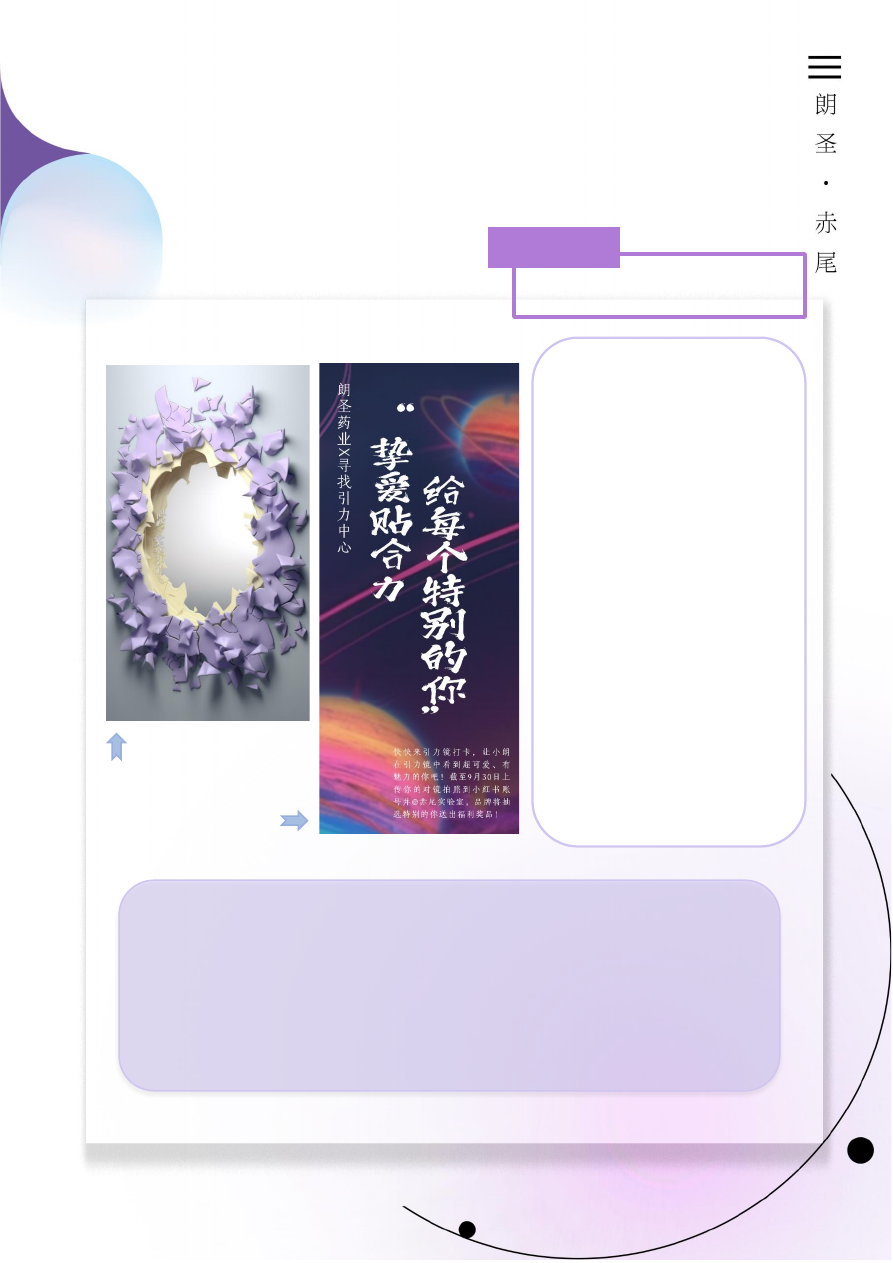 朗圣·赤尾
朗圣药业X寻找引力中心
“给每个特别的你”
挚爱贴合力
快快来引力镜打卡，让小朗
在引力镜中看到超可爱、有
魅力的你吧！截至9月30日上
传你的对镜拍照到小红书账
号并@赤尾实验室，品牌将抽
选特别的你送出福利奖品！